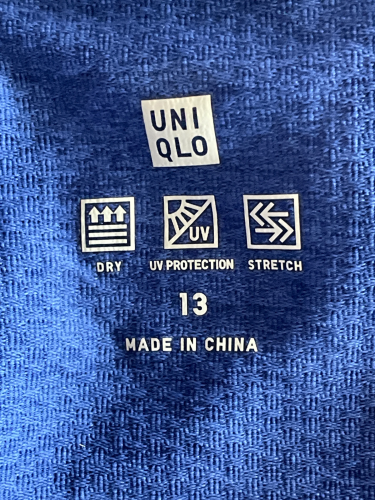 UNI
QLO
UV
DRY UV PROTECTION STRETCH
13
MADE IN CHINA